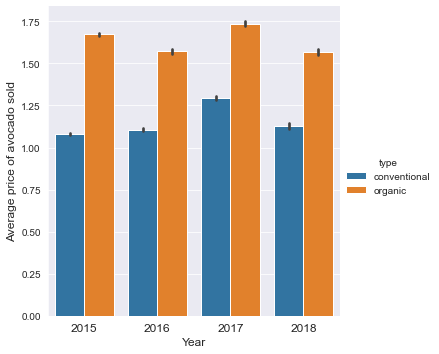 1.75
1.50
1.25
1.00
0.75
0.50
0.25
0.00
Average price of avocado sold
2015 2016 2017 2018
Year
type
conventional
organic